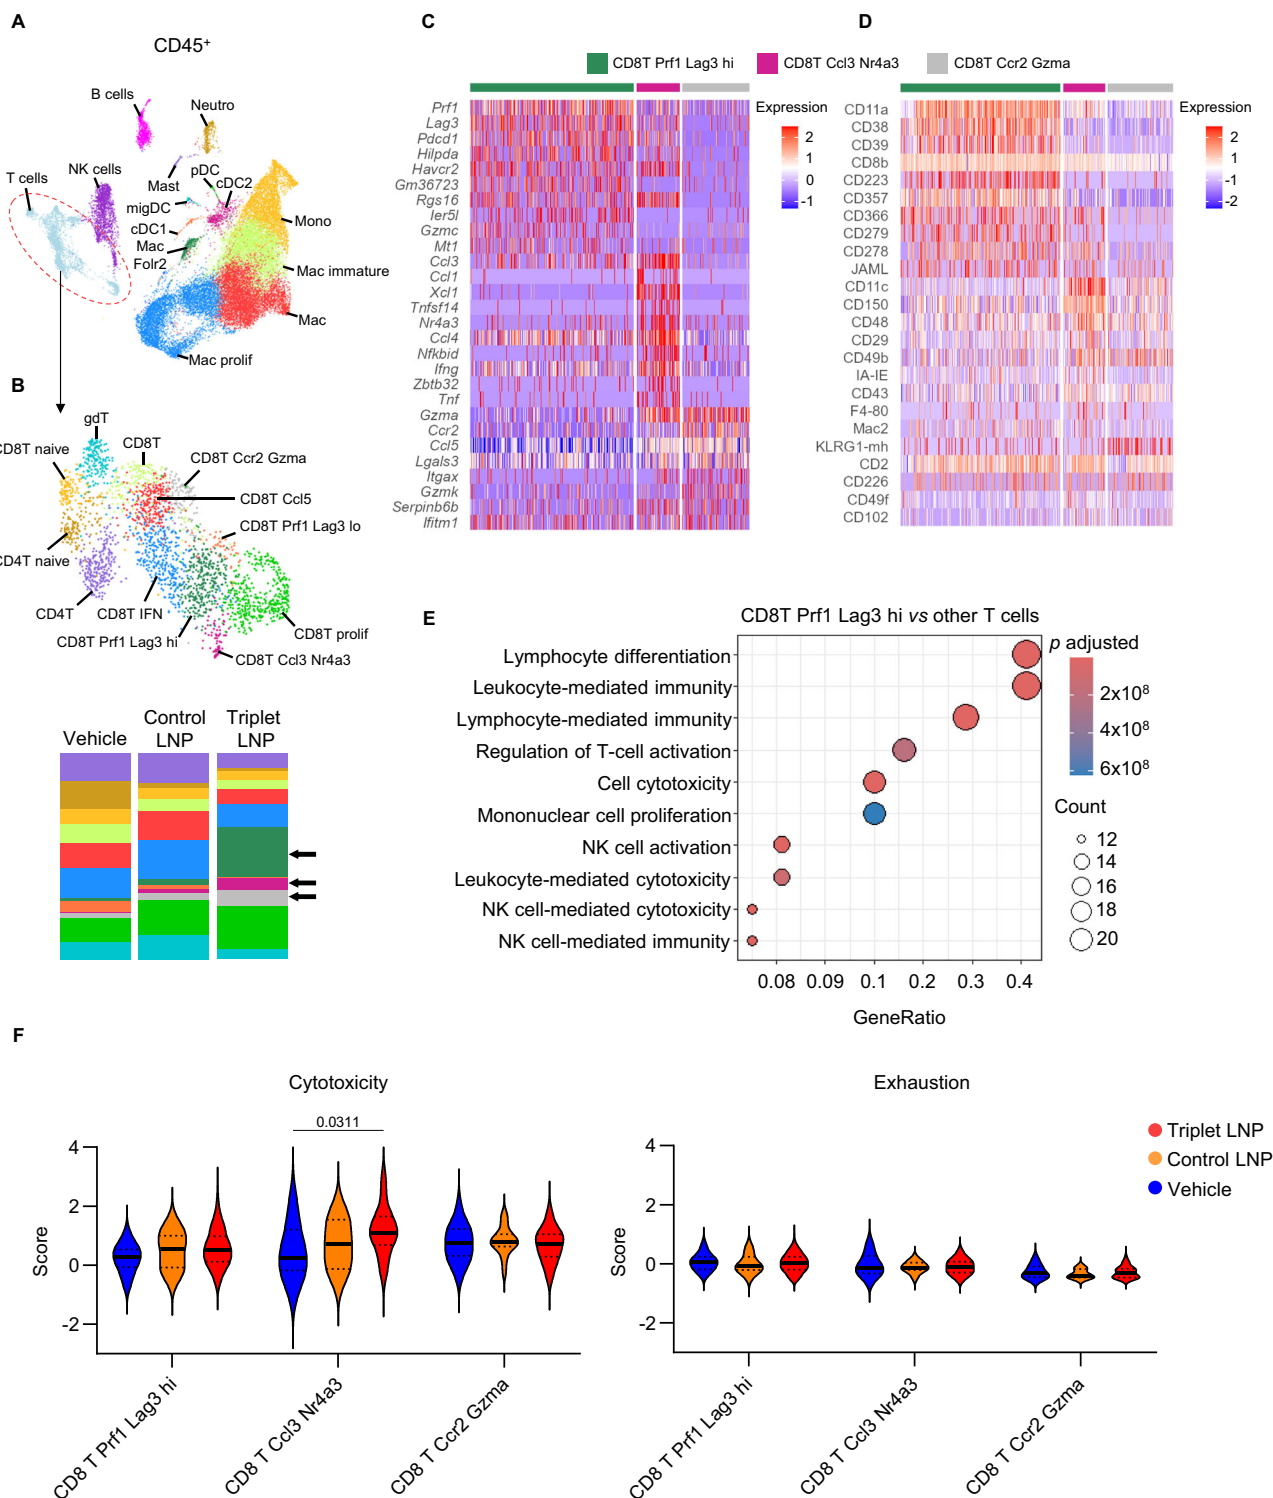 A
CD45⁺
B cells
Neutro
T cells
NK cells
Mast
pDC
cDC2
migDC
cDC1
Mono
Mac
Folr2
Mac immature
Mac
Mac prolif
B
gdT
CD8T naive
CD8T
CD8T Ccr2 Gzma
CD8T Ccl5
CD8T Prf1 Lag3 lo
CD4T naive
CD4T
CD8T IFN
CD8T prolif
CD8T Prf1 Lag3 hi
CD8T Ccl3 Nr4a3
Vehicle
Control
LNP
Triplet
LNP
C
D
CD8T Prf1 Lag3 hi
CD8T Ccl3 Nr4a3
CD8T Ccr2 Gzma
Prf1
Lag3
Pdcd1
Hilpda
Havcr2
Gm36723
Rgs16
Ier5l
Gzmc
Mt1
Ccl3
Ccl1
Xcl1
Tnfsf14
Nr4a3
Ccl4
Nfkbid
Ifng
Zbtb32
Tnf
Gzma
Ccr2
Ccl5
Lgals3
Itgax
Gzmk
Serpinb6b
Ifitm1
Expression
2
1
0
-1
CD11a
CD38
CD39
CD8b
CD223
CD357
CD366
CD279
CD278
JAML
CD11c
CD150
CD48
CD29
CD49b
IA-IE
CD43
F4-80
Mac2
KLRG1-mh
CD2
CD226
CD49f
CD102
Expression
2
1
0
-1
-2
E
CD8T Prf1 Lag3 hi vs other T cells
Lymphocyte differentiation
Leukocyte-mediated immunity
Lymphocyte-mediated immunity
Regulation of T-cell activation
Cell cytotoxicity
Mononuclear cell proliferation
NK cell activation
Leukocyte-mediated cytotoxicity
NK cell-mediated cytotoxicity
NK cell-mediated immunity
0.08 0.09 0.1 0.2 0.3 0.4
GeneRatio
p adjusted
2x10⁸
4x10⁸
6x10⁸
Count
12
14
16
18
20
F
Cytotoxicity
0.0311
Score
4
2
0
-2
CD8 T Prf1 Lag3 hi
CD8 T Ccl3 Nr4a3
CD8 T Ccr2 Gzma
Exhaustion
Score
4
2
0
-2
CD8 T Prf1 Lag3 hi
CD8 T Ccl3 Nr4a3
CD8 T Ccr2 Gzma
Triplet LNP
Control LNP
Vehicle